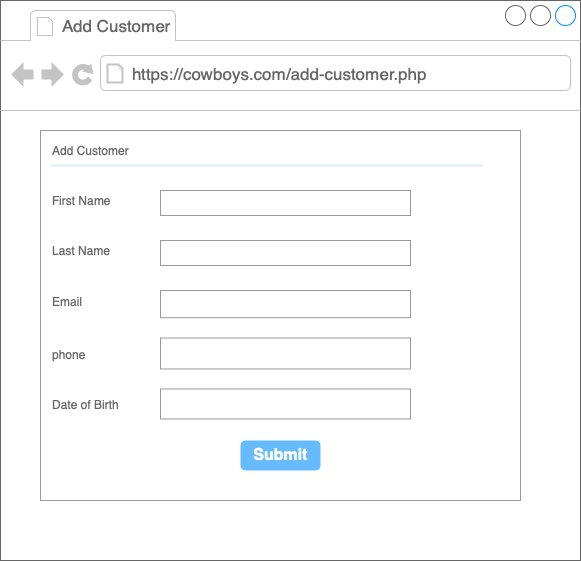 Add Customer
https://cowboys.com/add-customer.php
Add Customer
First Name
Last Name
Email
phone
Date of Birth
Submit